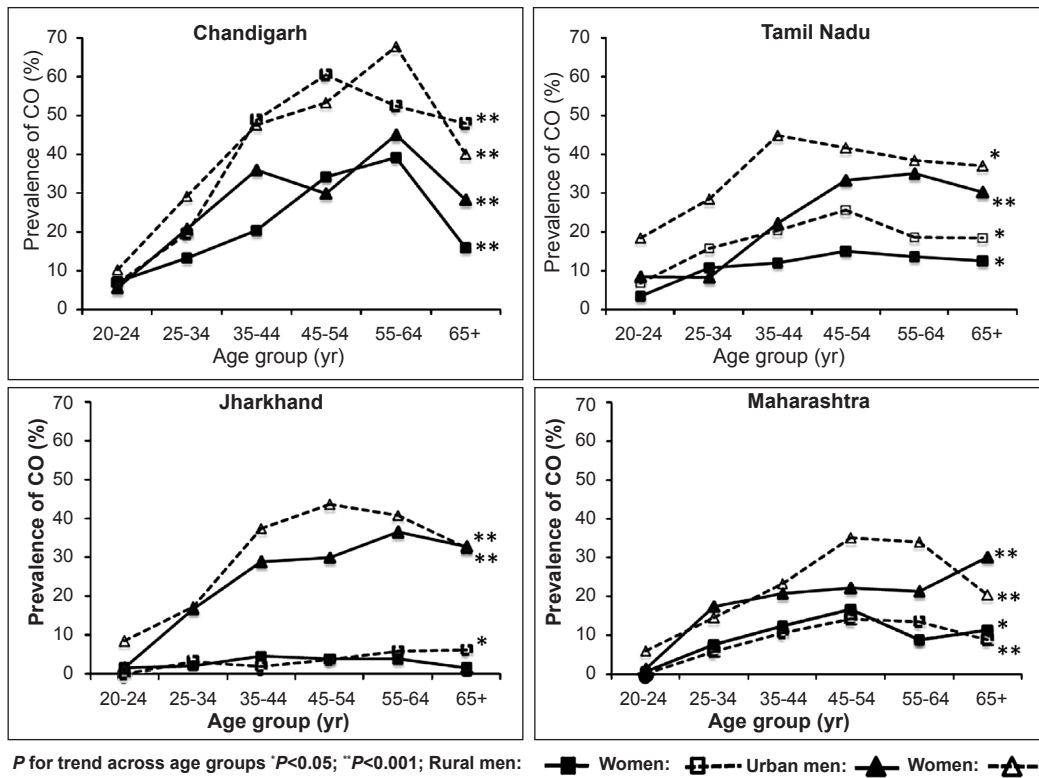 Chandigarh
Prevalence of CO (%)
70
60
50
40
30
20
10
0
**
**
**
**
20-24 25-34 35-44 45-54 55-64 65+
Age group (yr)
Tamil Nadu
Prevalence of CO (%)
70
60
50
40
30
20
10
0
*
**
*
*
20-24 25-34 35-44 45-54 55-64 65+
Age group (yr)
Jharkhand
Prevalence of CO (%)
70
60
50
40
30
20
10
0
**
**
*
20-24 25-34 35-44 45-54 55-64 65+
Age group (yr)
Maharashtra
Prevalence of CO (%)
70
60
50
40
30
20
10
0
**
**
*
**
20-24 25-34 35-44 45-54 55-64 65+
Age group (yr)
P for trend across age groups *P<0.05; **P<0.001; Rural men: Women: Urban men: Women: